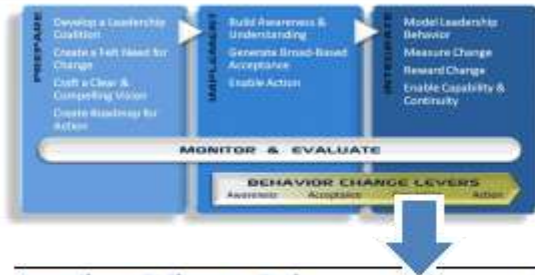 PREPARE
Develop a Leadership
Coalition
Create a Felt Need for
Change
Craft a Clear &
Compelling Vision
Create Roadmap for
Action
IMPLEMENT
Build Awareness &
Understanding
Generate Broad-Based
Acceptance
Enable Action
INTEGRATE
Model Leadership
Behavior
Measure Change
Reward Change
Enable Capability &
Continuity
MONITOR & EVALUATE
BEHAVIOR CHANGE LEVERS
Awareness Acceptance Action